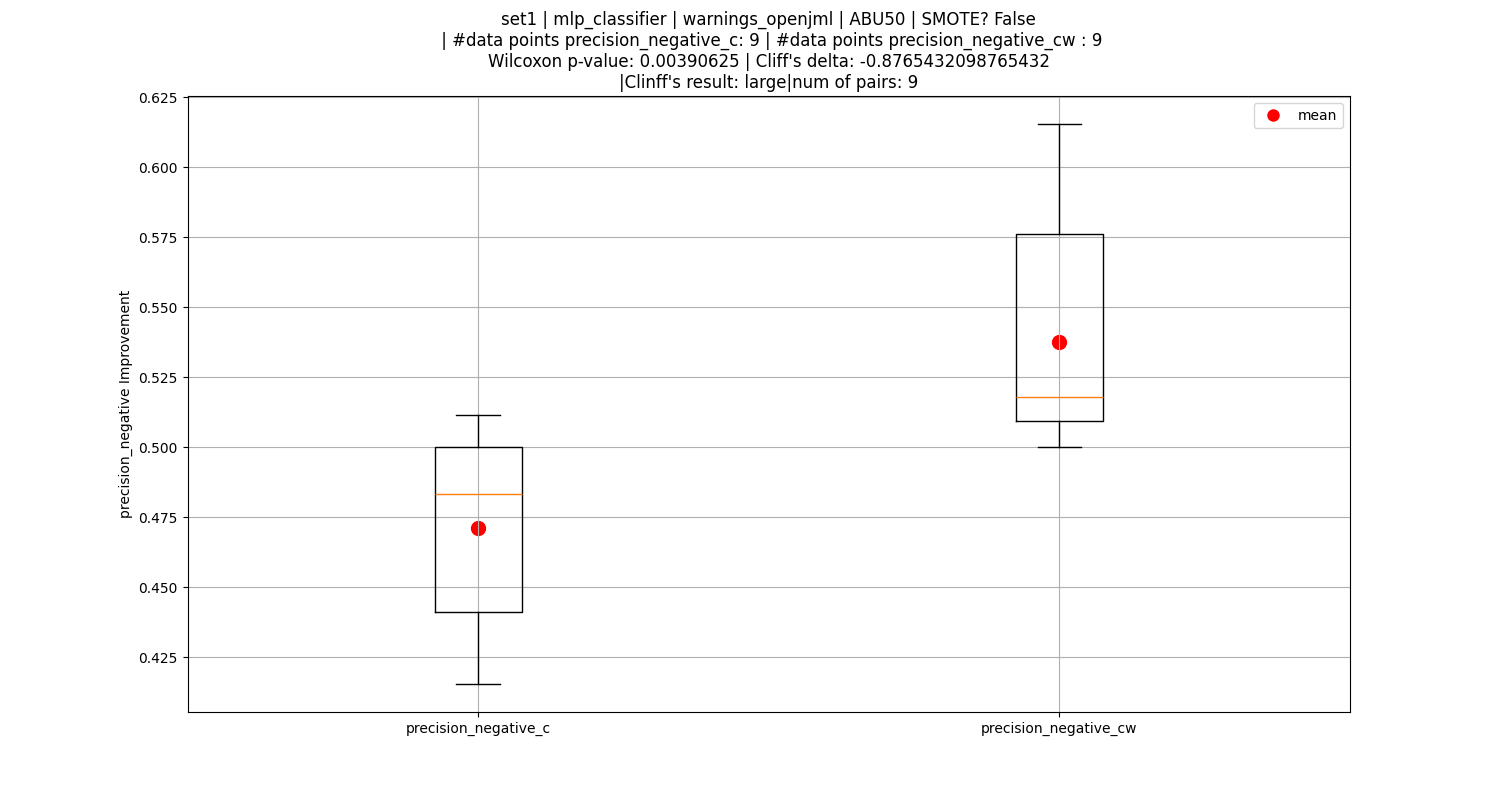 set1 | mlp_classifier | warnings_openjml | ABU50 | SMOTE? False
| #data points precision_negative_c: 9 | #data points precision_negative_cw : 9
Wilcoxon p-value: 0.00390625 | Cliff's delta: -0.8765432098765432
|Clinff's result: large|num of pairs: 9
mean
precision_negative Improvement
0.625
0.600
0.575
0.550
0.525
0.500
0.475
0.450
0.425
precision_negative_c
precision_negative_cw